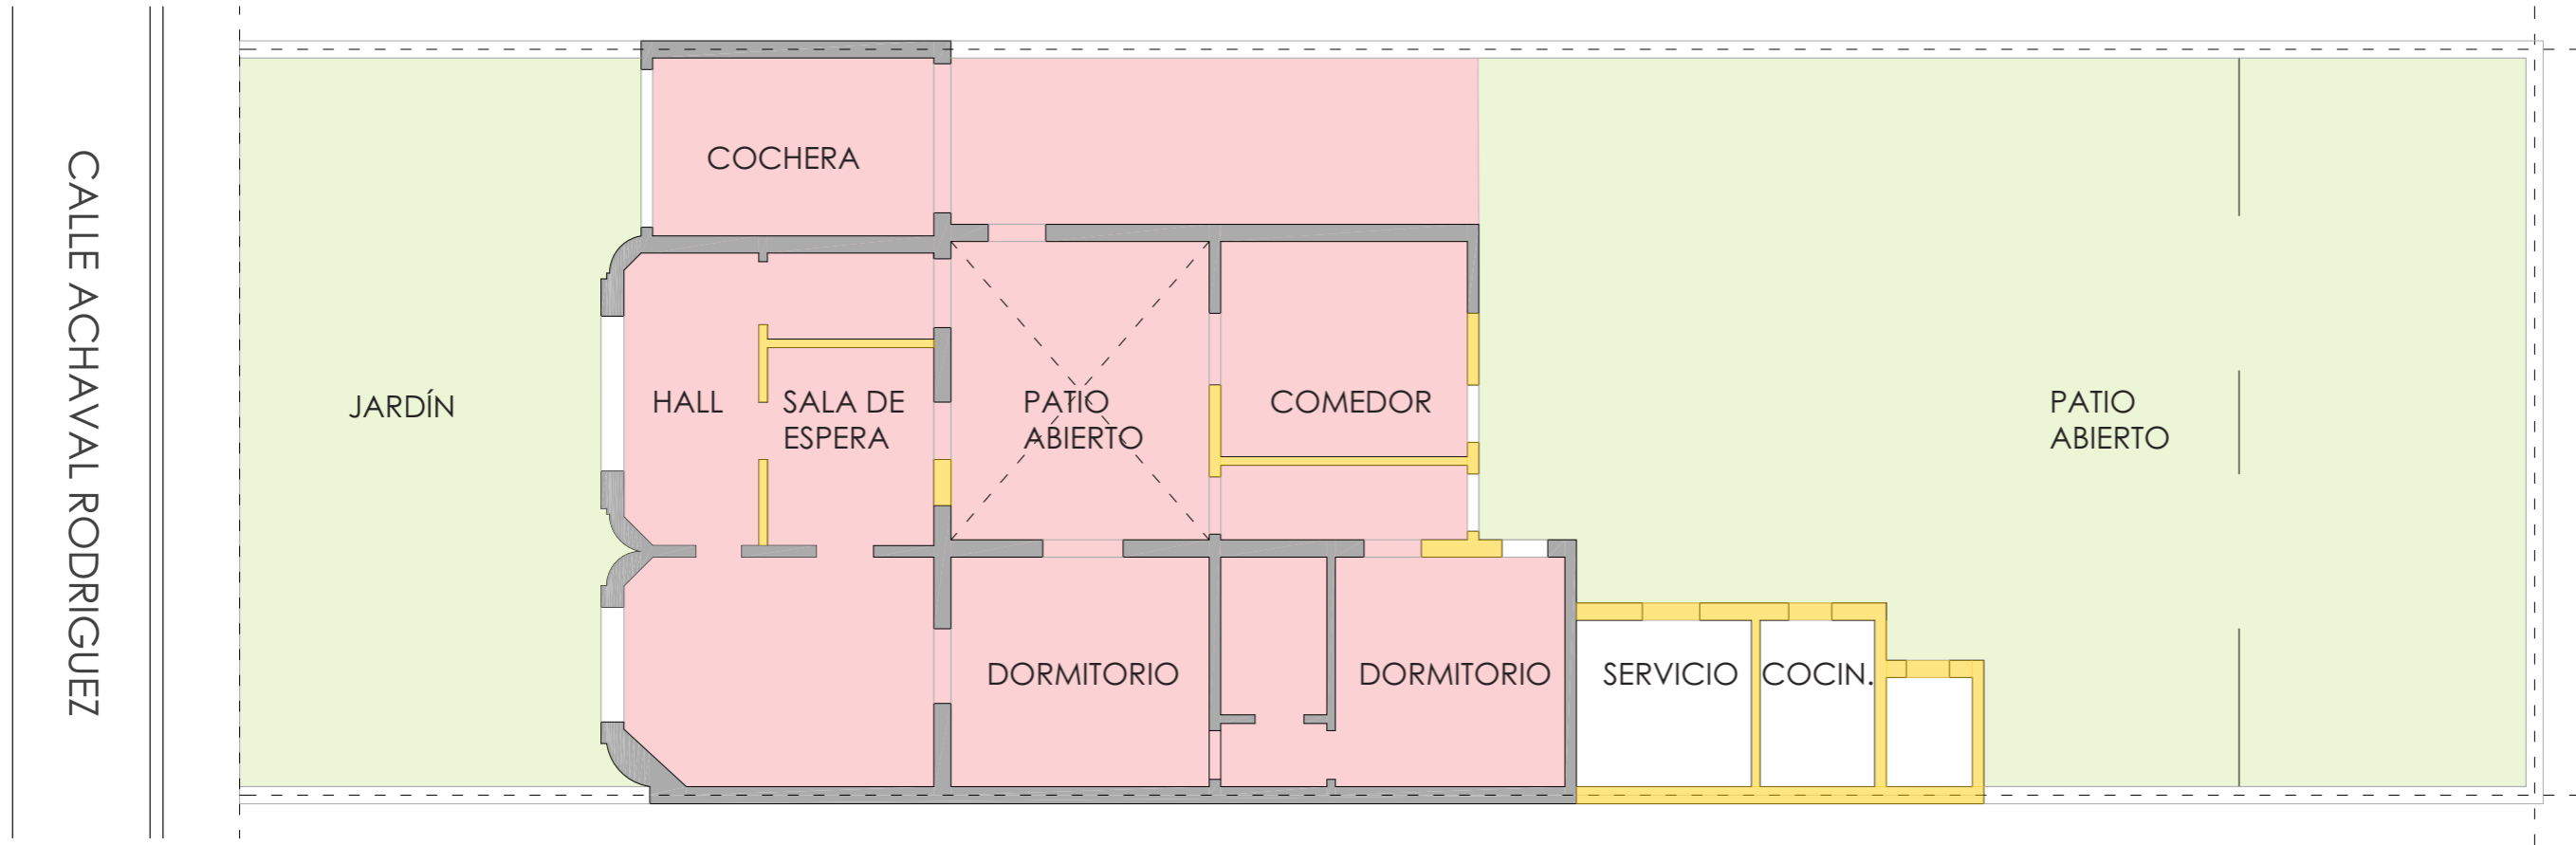 CALLE ACHAVAL RODRIGUEZ
COCHERA
JARDÍN
HALL
SALA DE
ESPERA
PATIO
ABIERTO
COMEDOR
PATIO
ABIERTO
DORMITORIO
DORMITORIO
SERVICIO
COCIN.